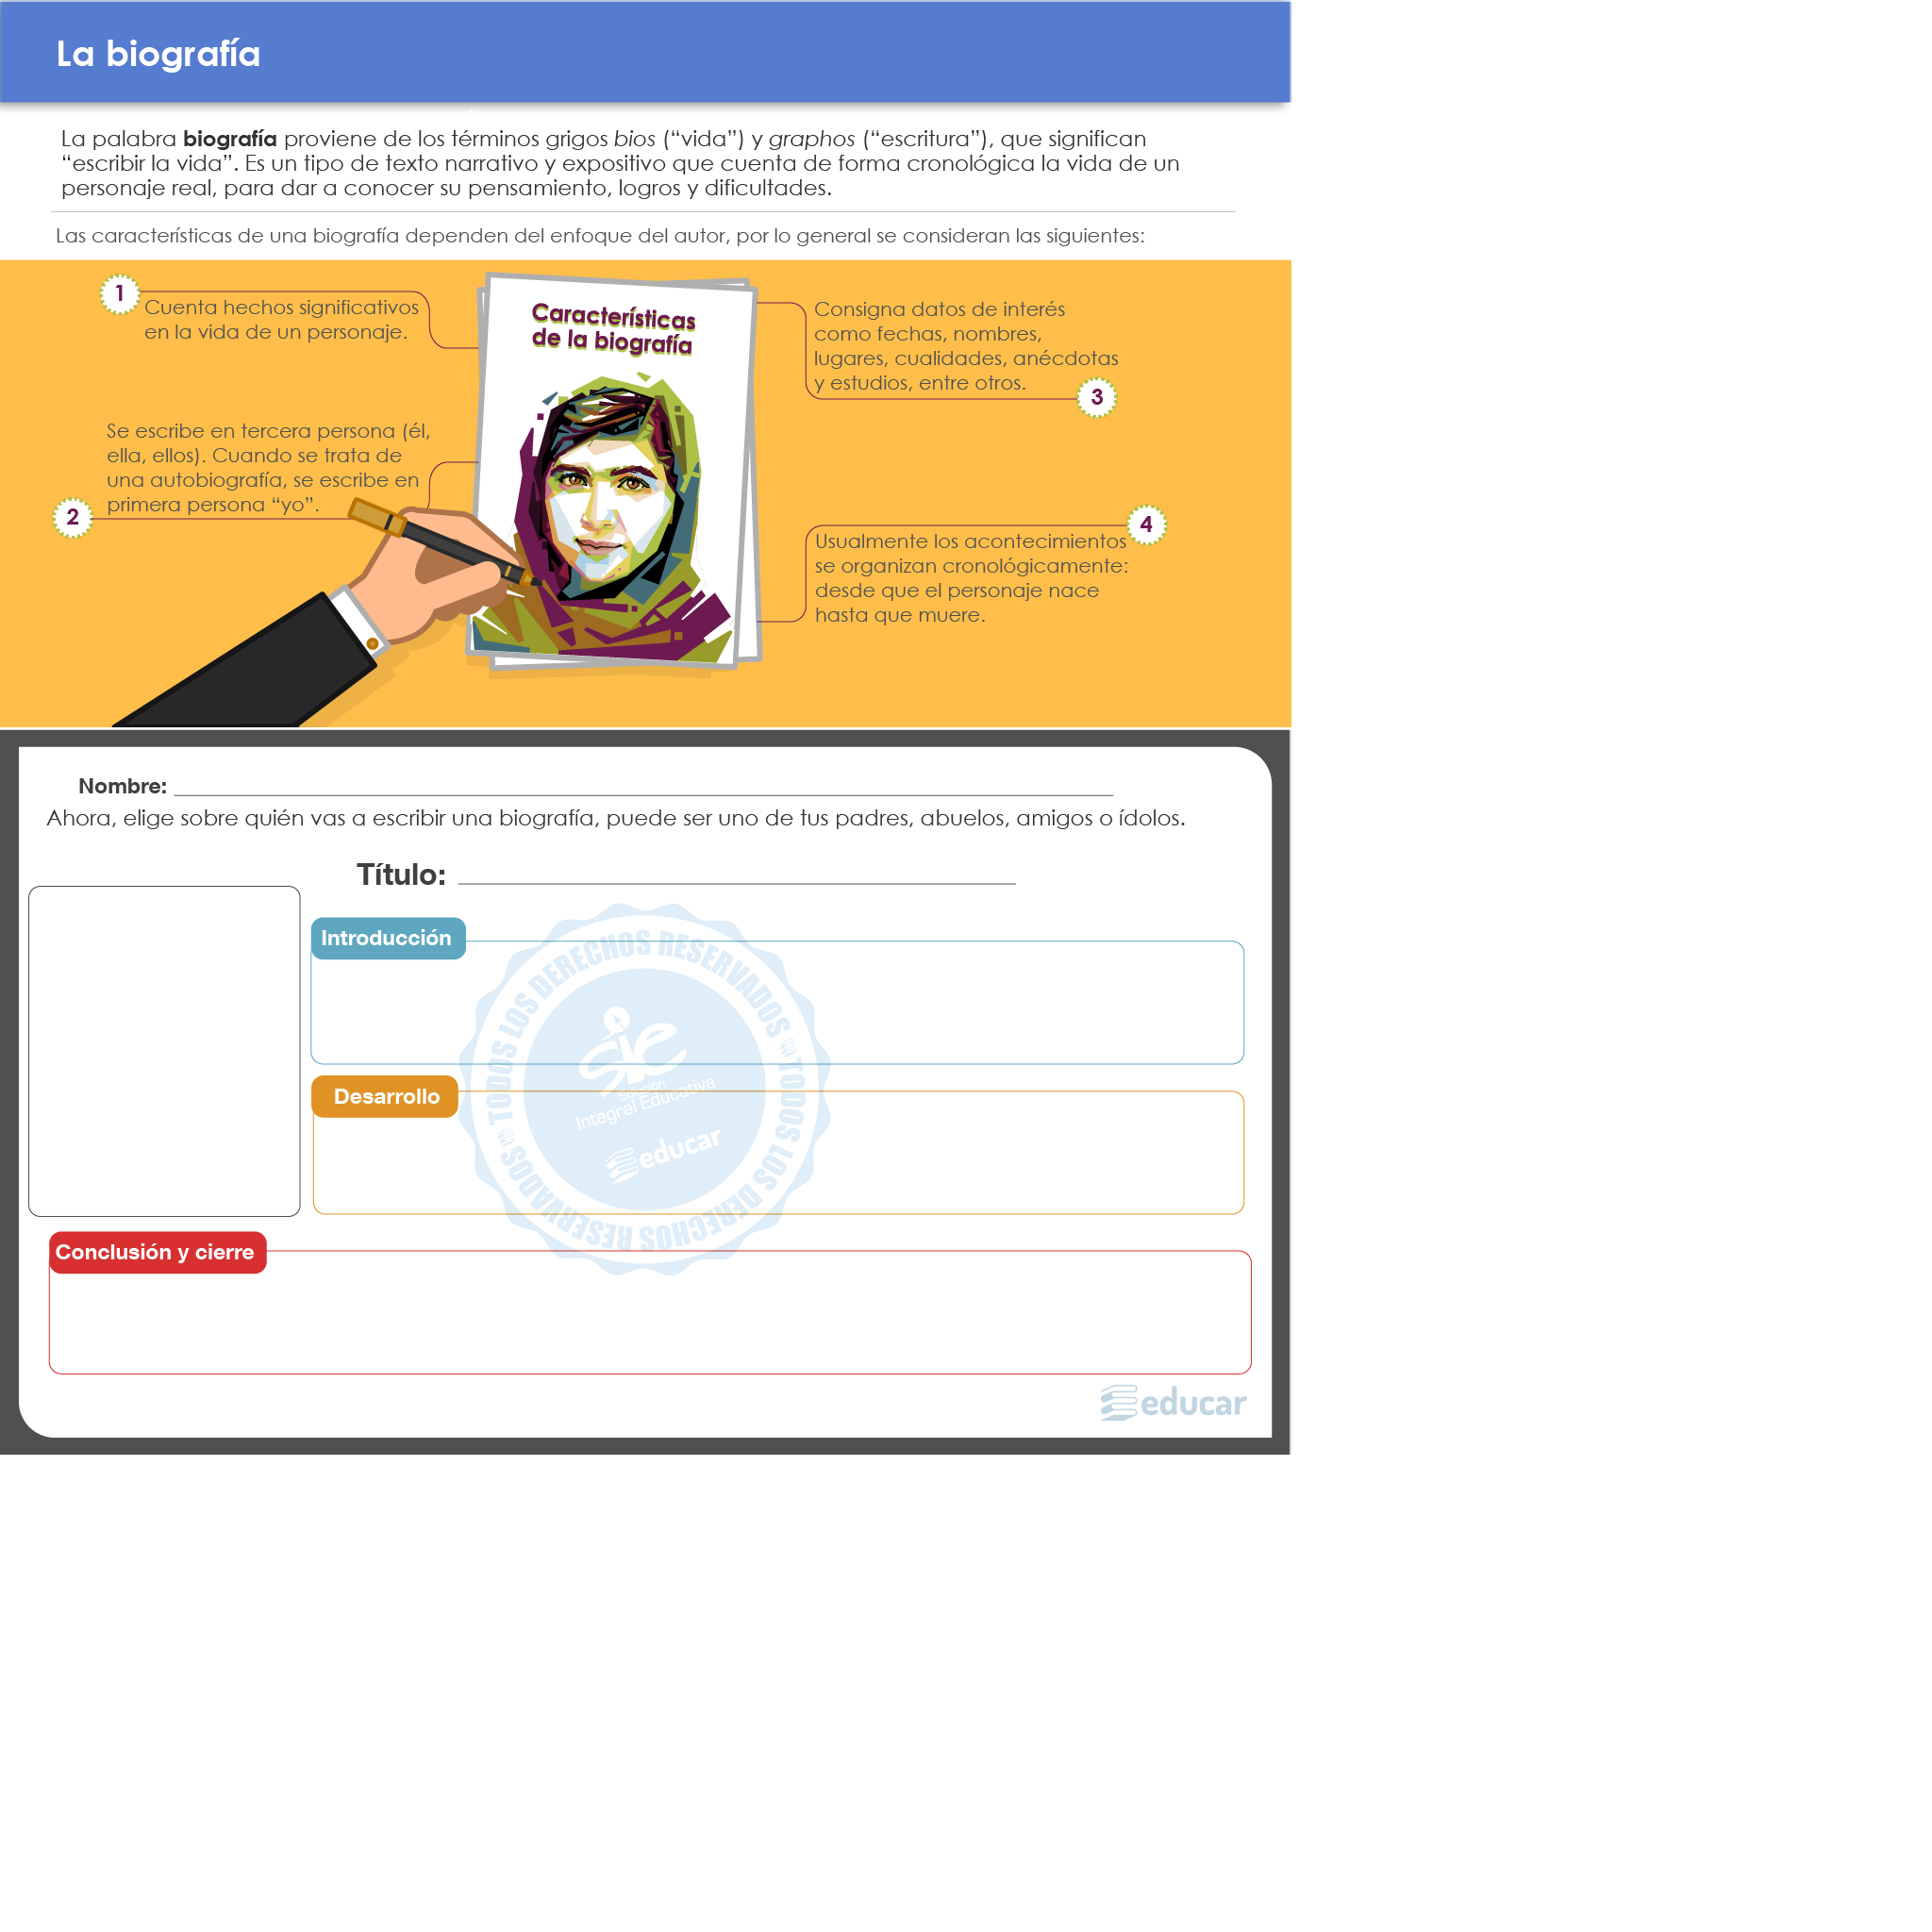 La biografía
La palabra biografía proviene de los términos grigos bios (“vida”) y graphos (“escritura”), que significan
“escribir la vida”. Es un tipo de texto narrativo y expositivo que cuenta de forma cronológica la vida de un
personaje real, para dar a conocer su pensamiento, logros y dificultades.
Las características de una biografía dependen del enfoque del autor, por lo general se consideran las siguientes:
1
Cuenta hechos significativos
en la vida de un personaje.
Se escribe en tercera persona (él,
ella, ellos). Cuando se trata de
una autobiografía, se escribe en
primera persona “yo”.
2
Características
de la biografía
Consigna datos de interés
como fechas, nombres,
lugares, cualidades, anécdotas
y estudios, entre otros.
3
4
Usualmente los acontecimientos
se organizan cronológicamente:
desde que el personaje nace
hasta que muere.
Nombre:
Ahora, elige sobre quién vas a escribir una biografía, puede ser uno de tus padres, abuelos, amigos o ídolos.
Título:
Introducción
Desarrollo
Conclusión y cierre
TODOS LOS DERECHOS RESERVADOS
TODOS LOS DERECHOS RESERVADOS
sie
Solución
Integral Educativa
educar
educar